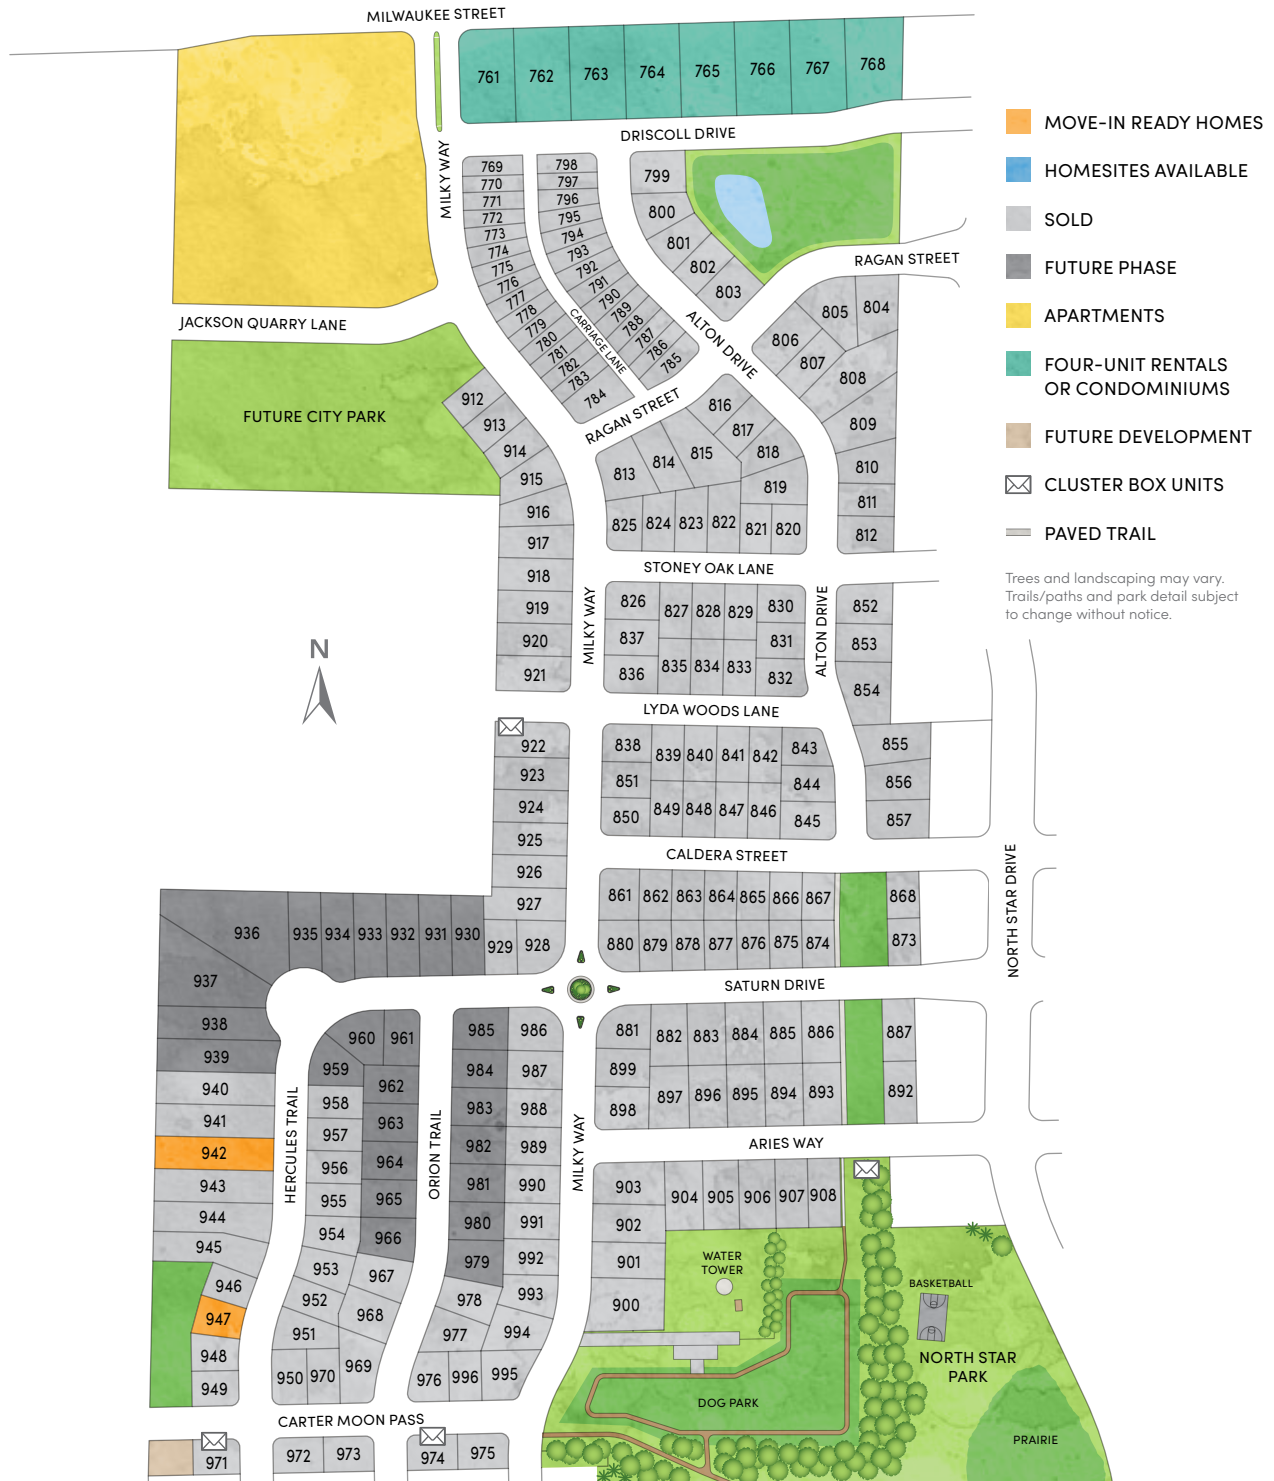 MILWAUKEE STREET
761 762 763 764 765 766 767 768
MOVE-IN READY HOMES
HOMESITES AVAILABLE
SOLD
FUTURE PHASE
APARTMENTS
FOUR-UNIT RENTALS
OR CONDOMINIUMS
FUTURE DEVELOPMENT
CLUSTER BOX UNITS
PAVED TRAIL
Trees and landscaping may vary.
Trails/paths and park detail subject
to change without notice.
DRISCOLL DRIVE
MILKY WAY
769
770
771
772
773
774
775
776
777
778
779
780
781
782
783
784
798
797
796
795
794
793
792
791
790
789
788
787
786
785
CARRIAGE LANE
799
800
801
802
803
RAGAN STREET
ALTON DRIVE
804
805
806
807
808
809
810
811
812
JACKSON QUARRY LANE
FUTURE CITY PARK
RAGAN STREET
912
913
914
915
916
917
918
919
920
921
816
817
818
819
813 814 815
825 824 823 822 821 820
STONEY OAK LANE
MILKY WAY
826 827 828 829 830
837 831
836 835 834 833 832
ALTON DRIVE
852
853
854
855
856
857
LYDA WOODS LANE
N
922
923
924
925
926
927
929 928
838 839 840 841 842 843
851 844
850 849 848 847 846 845
CALDERA STREET
NORTH STAR DRIVE
861 862 863 864 865 866 867 868
880 879 878 877 876 875 874 873
SATURN DRIVE
936 935 934 933 932 931 930
937
938
939
940
941
942
943
944
945
946
947
948
949
HERCULES TRAIL
960 961
959
958
957
956
955
954
953
952
951
950 970
962
963
964
965
966
967
968
969
ORION TRAIL
985
984
983
982
981
980
979
978
977
976 996 995
986
987
988
989
990
991
992
993
994
MILKY WAY
881 882 883 884 885 886 887
899
898 897 896 895 894 893 892
ARIES WAY
903 904 905 906 907 908
902
901
900
WATER
TOWER
BASKETBALL
NORTH STAR
PARK
DOG PARK
PRAIRIE
CARTER MOON PASS
971 972 973 974 975